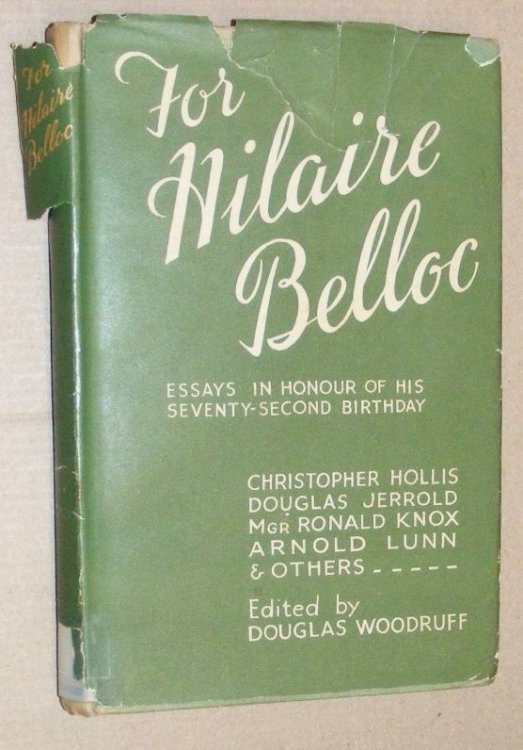 For
Hilaire
Belloc
For
Hilaire
Belloc
ESSAYS IN HONOUR OF HIS
SEVENTY-SECOND BIRTHDAY
CHRISTOPHER HOLLIS
DOUGLAS JERROLD
MGR RONALD KNOX
ARNOLD LUNN
& OTHERS -----
Edited by
DOUGLAS WOODRUFF